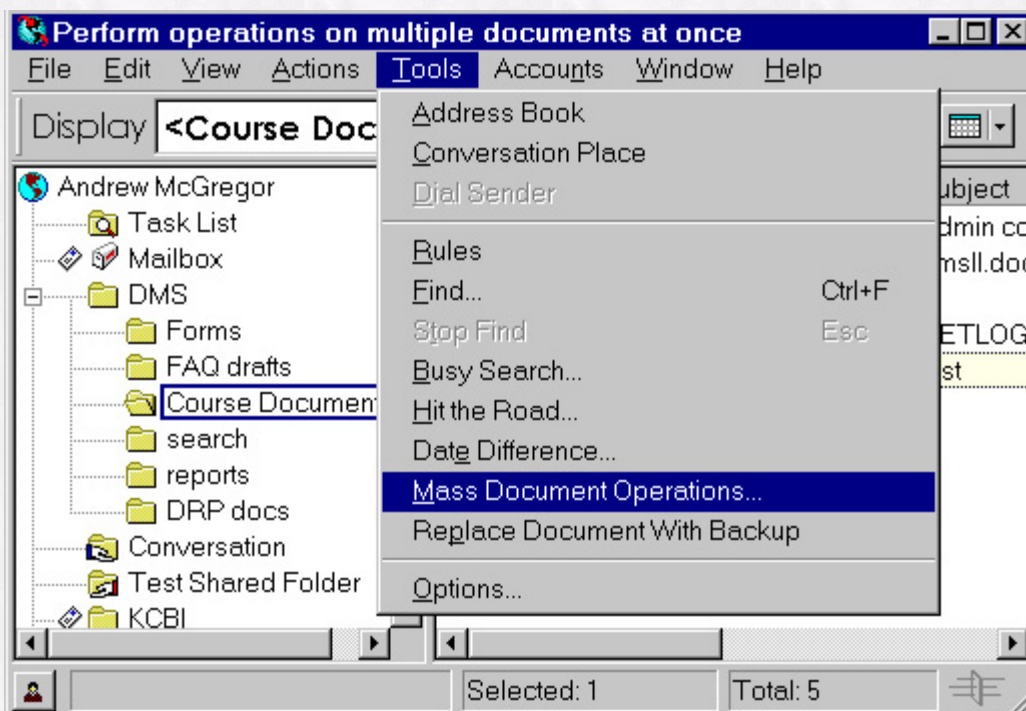 Perform operations on multiple documents at once
File Edit View Actions Tools Accounts Window Help
Display <Course Doc
Address Book
Conversation Place
Dial Sender
Rules
Find... Ctrl+F
Stop Find Esc
Busy Search...
Hit the Road...
Date Difference...
Mass Document Operations...
Replace Document With Backup
Options...
Andrew McGregor
Task List
Mailbox
DMS
Forms
FAQ drafts
Course Documen
search
reports
DRP docs
Conversation
Test Shared Folder
KCBI
ubject
dmin co
msll.doc
ETLOG
st
Selected: 1 Total: 5